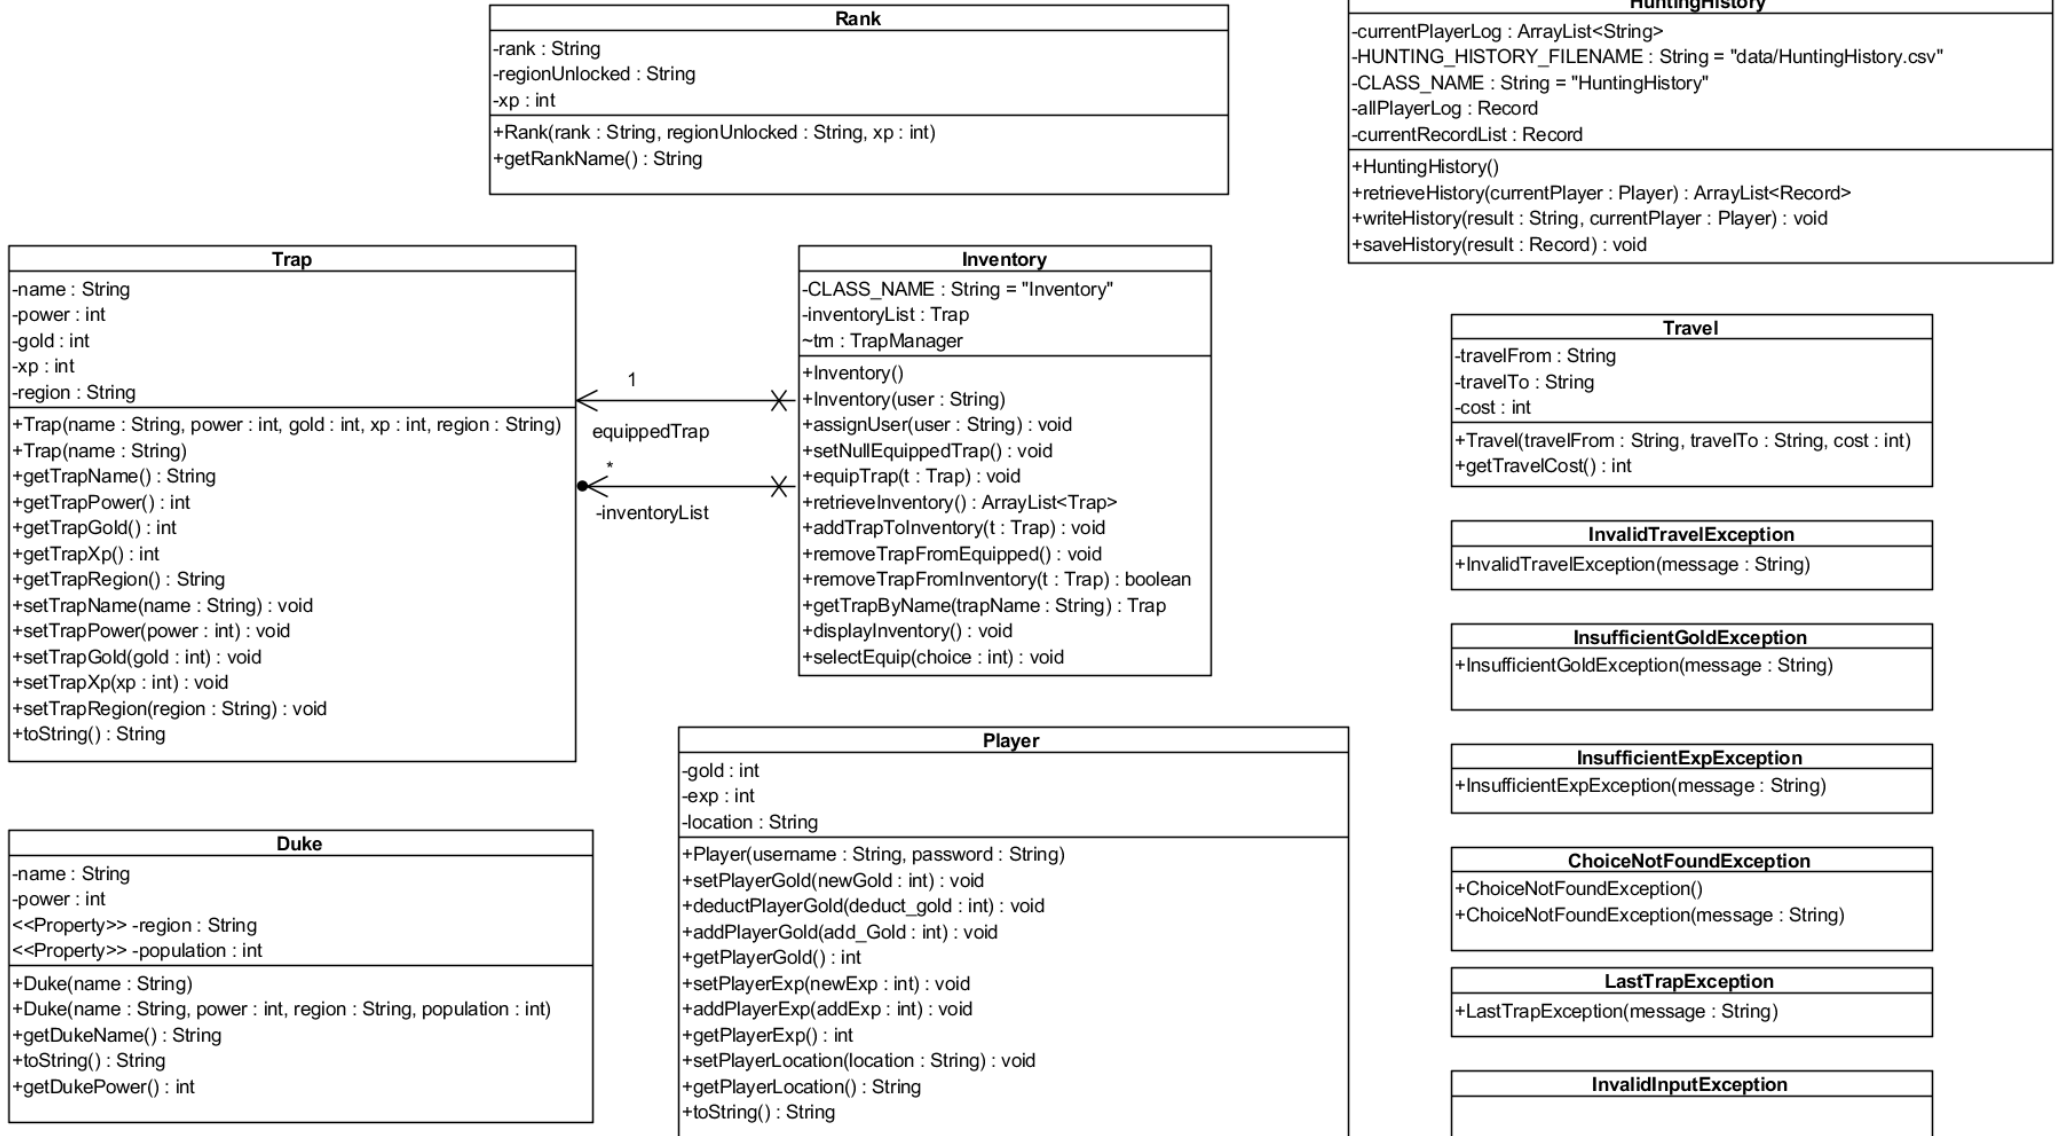 Rank
-rank : String
-regionUnlocked : String
-xp : int
+Rank(rank : String, regionUnlocked : String, xp : int)
+getRankName() : String
HuntingHistory
-currentPlayerLog : ArrayList<String>
-HUNTING_HISTORY_FILENAME : String = "data/HuntingHistory.csv"
-CLASS_NAME : String = "HuntingHistory"
-allPlayerLog : Record
-currentRecordList : Record
+HuntingHistory()
+retrieveHistory(currentPlayer : Player) : ArrayList<Record>
+writeHistory(result : String, currentPlayer : Player) : void
+saveHistory(result : Record) : void
Trap
-name : String
-power : int
-gold : int
-xp : int
-region : String
+Trap(name : String, power : int, gold : int, xp : int, region : String)
+Trap(name : String)
+getTrapName() : String
+getTrapPower() : int
+getTrapGold() : int
+getTrapXp() : int
+getTrapRegion() : String
+setTrapName(name : String) : void
+setTrapPower(power : int) : void
+setTrapGold(gold : int) : void
+setTrapXp(xp : int) : void
+setTrapRegion(region : String) : void
+toString() : String
1
equippedTrap
*
-inventoryList
Inventory
-CLASS_NAME : String = "Inventory"
-inventoryList : Trap
~tm : TrapManager
+Inventory()
+Inventory(user : String)
+assignUser(user : String) : void
+setNullEquippedTrap() : void
+equipTrap(t : Trap) : void
+retrieveInventory() : ArrayList<Trap>
+addTrapToInventory(t : Trap) : void
+removeTrapFromEquipped() : void
+removeTrapFromInventory(t : Trap) : boolean
+getTrapByName(trapName : String) : Trap
+displayInventory() : void
+selectEquip(choice : int) : void
Travel
-travelFrom : String
-travelTo : String
-cost : int
+Travel(travelFrom : String, travelTo : String, cost : int)
+getTravelCost() : int
InvalidTravelException
+InvalidTravelException(message : String)
InsufficientGoldException
+InsufficientGoldException(message : String)
InsufficientExpException
+InsufficientExpException(message : String)
ChoiceNotFoundException
+ChoiceNotFoundException()
+ChoiceNotFoundException(message : String)
LastTrapException
+LastTrapException(message : String)
InvalidInputException
Player
-gold : int
-exp : int
-location : String
+Player(username : String, password : String)
+setPlayerGold(newGold : int) : void
+deductPlayerGold(deduct_gold : int) : void
+addPlayerGold(add_Gold : int) : void
+getPlayerGold() : int
+setPlayerExp(newExp : int) : void
+addPlayerExp(addExp : int) : void
+getPlayerExp() : int
+setPlayerLocation(location : String) : void
+getPlayerLocation() : String
+toString() : String
Duke
-name : String
-power : int
<<Property>> -region : String
<<Property>> -population : int
+Duke(name : String)
+Duke(name : String, power : int, region : String, population : int)
+getDukeName() : String
+toString() : String
+getDukePower() : int